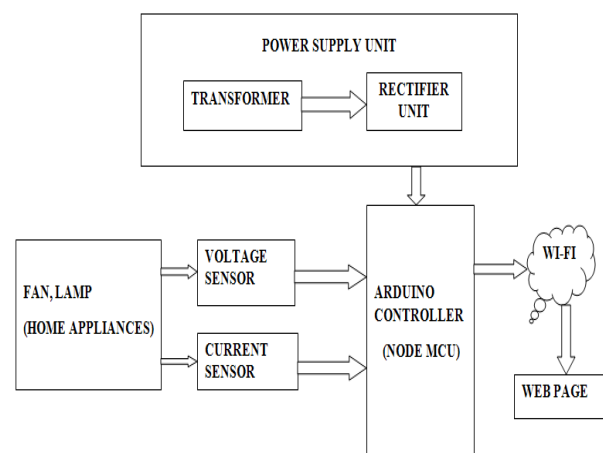 POWER SUPPLY UNIT
TRANSFORMER
RECTIFIER
UNIT
FAN, LAMP
(HOME APPLIANCES)
VOLTAGE
SENSOR
CURRENT
SENSOR
ARDUINO
CONTROLLER
(NODE MCU)
WI-FI
WEB PAGE